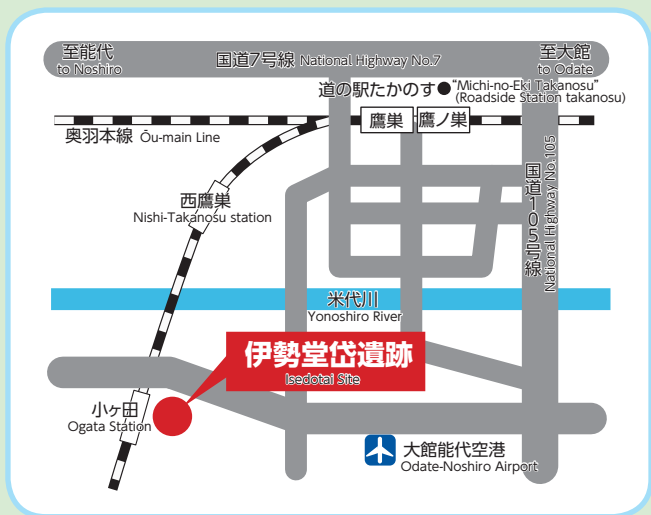 至能代
to Noshiro
国道7号線 National Highway No.7
至大館
to Odate
道の駅たかのす
"Michi-no-Eki Takanosu"
(Roadside Station takanosu)
奥羽本線 Ōu-main Line
鷹巣
鷹ノ巣
国道105号線
National Highway No.105
西鷹巣
Nishi-Takanosu station
米代川
Yonoshiro River
伊勢堂岱遺跡
Isedotai Site
小ヶ田
Ogata Station
大館能代空港
Odate-Noshiro Airport